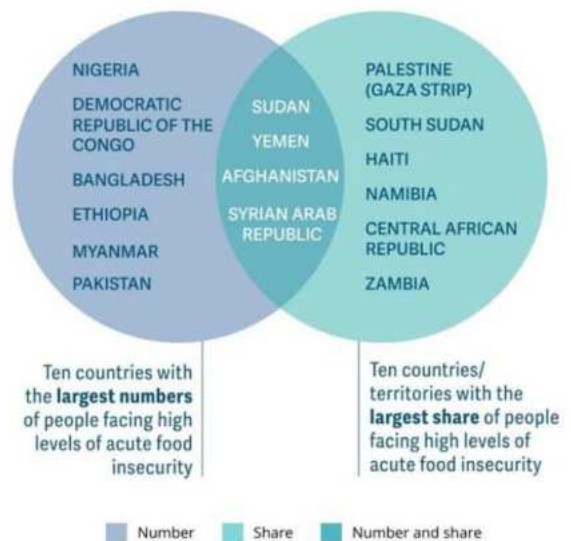 NIGERIA
DEMOCRATIC
REPUBLIC OF THE
CONGO
BANGLADESH
ETHIOPIA
MYANMAR
PAKISTAN
SUDAN
YEMEN
AFGHANISTAN
SYRIAN ARAB
REPUBLIC
PALESTINE
(GAZA STRIP)
SOUTH SUDAN
HAITI
NAMIBIA
CENTRAL AFRICAN
REPUBLIC
ZAMBIA
Ten countries with
the largest numbers
of people facing high
levels of acute food
insecurity
Ten countries/
territories with the
largest share of people
facing high levels of
acute food insecurity
Number
Share
Number and share